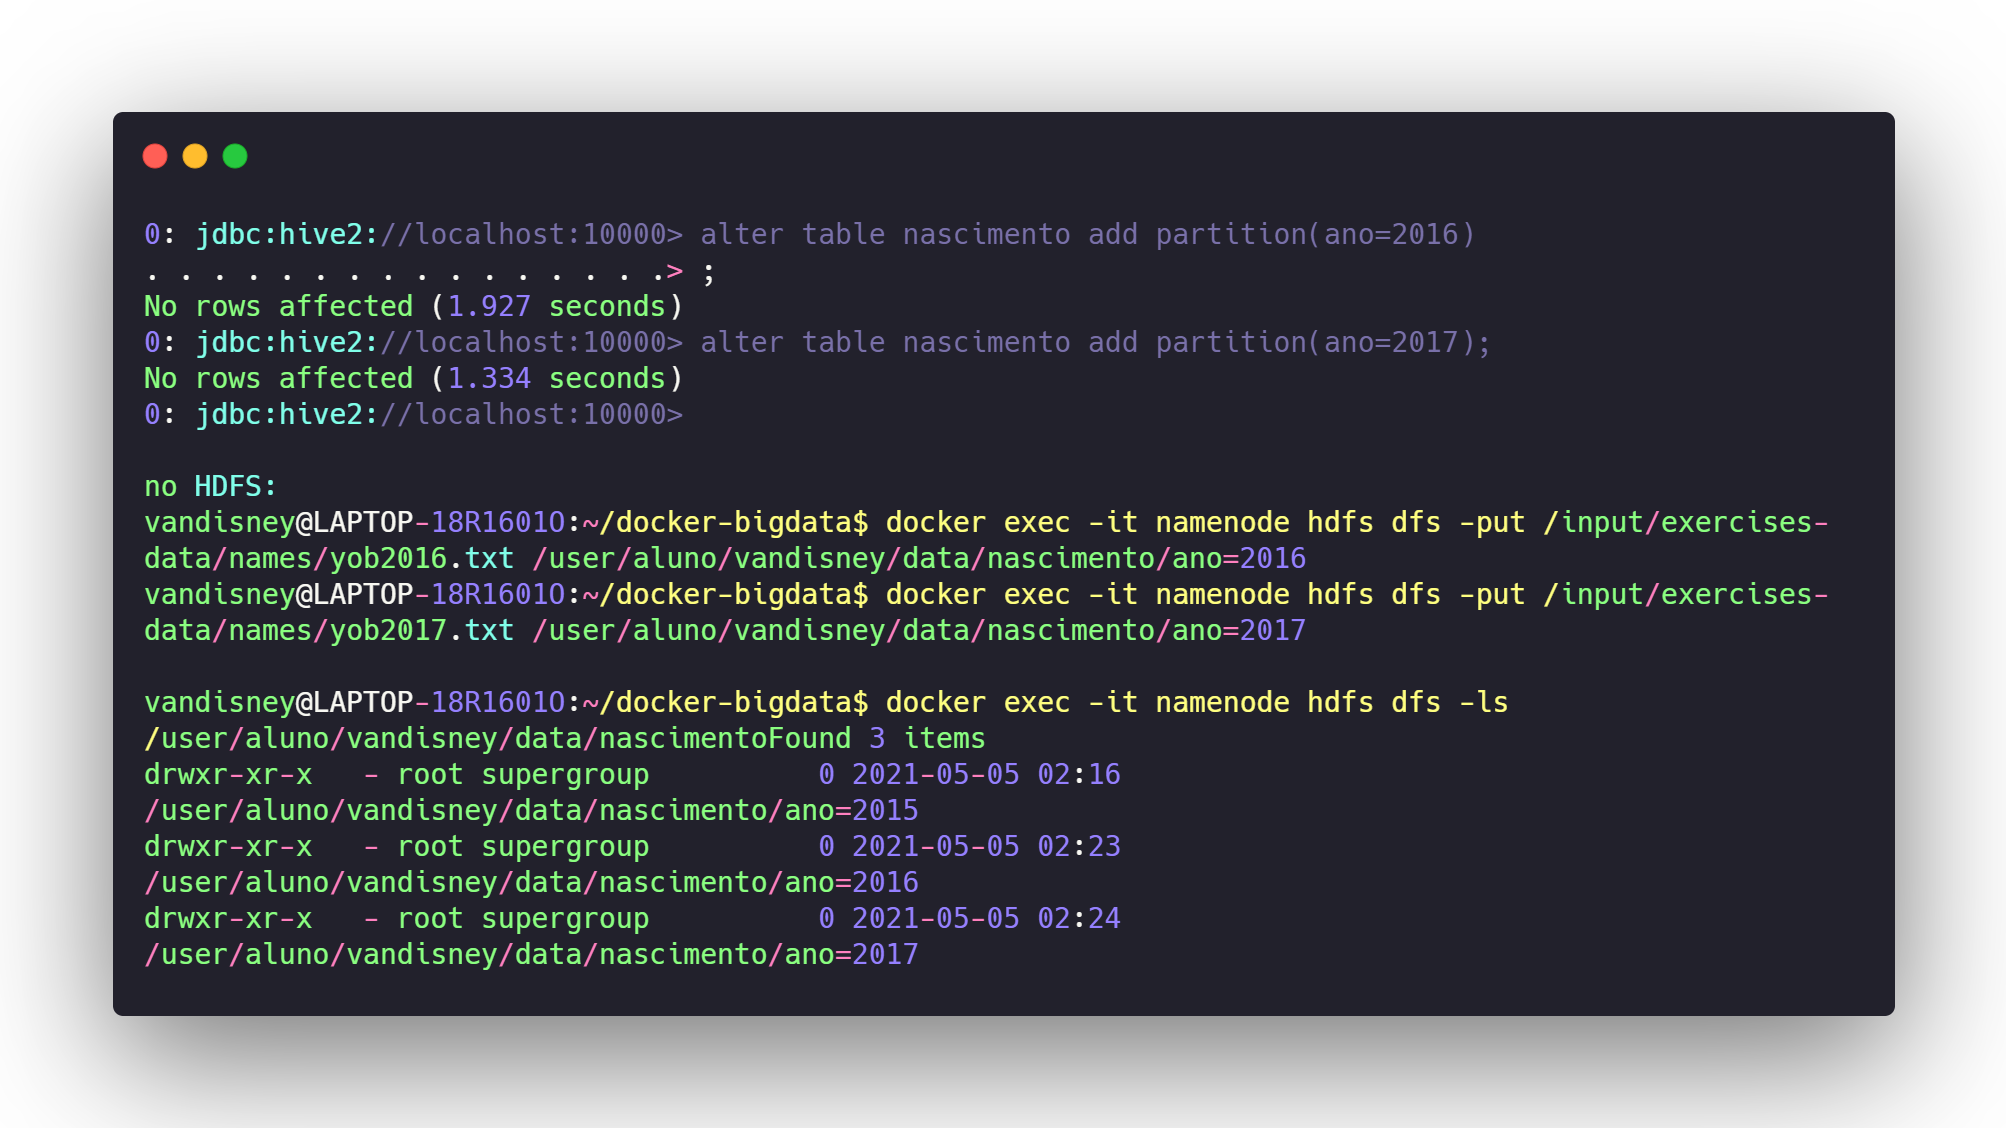 0: jdbc:hive2://localhost:10000> alter table nascimento add partition(ano=2016)
. . . . . . . . . . . . . . . .> ;
No rows affected (1.927 seconds)
0: jdbc:hive2://localhost:10000> alter table nascimento add partition(ano=2017);
No rows affected (1.334 seconds)
0: jdbc:hive2://localhost:10000>
no HDFS:
vandisney@LAPTOP-18R1601O:~/docker-bigdata$ docker exec -it namenode hdfs dfs -put /input/exercises-
data/names/yob2016.txt /user/aluno/vandisney/data/nascimento/ano=2016
vandisney@LAPTOP-18R1601O:~/docker-bigdata$ docker exec -it namenode hdfs dfs -put /input/exercises-
data/names/yob2017.txt /user/aluno/vandisney/data/nascimento/ano=2017
vandisney@LAPTOP-18R1601O:~/docker-bigdata$ docker exec -it namenode hdfs dfs -ls
/user/aluno/vandisney/data/nascimentoFound 3 items
drwxr-xr-x   - root supergroup          0 2021-05-05 02:16
/user/aluno/vandisney/data/nascimento/ano=2015
drwxr-xr-x   - root supergroup          0 2021-05-05 02:23
/user/aluno/vandisney/data/nascimento/ano=2016
drwxr-xr-x   - root supergroup          0 2021-05-05 02:24
/user/aluno/vandisney/data/nascimento/ano=2017